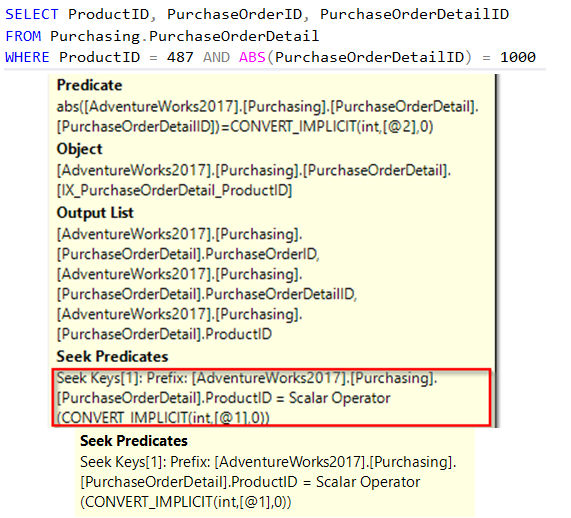 SELECT ProductID, PurchaseOrderID, PurchaseOrderDetailID
FROM Purchasing.PurchaseOrderDetail
WHERE ProductID = 487 AND ABS(PurchaseOrderDetailID) = 1000
Predicate
abs([AdventureWorks2017].[Purchasing].[PurchaseOrderDetail].
[PurchaseOrderDetailID])=CONVERT_IMPLICIT(int,[@2],0)
Object
[AdventureWorks2017].[Purchasing].[PurchaseOrderDetail].
[IX_PurchaseOrderDetail_ProductID]
Output List
[AdventureWorks2017].[Purchasing].
[PurchaseOrderDetail].PurchaseOrderID,
[AdventureWorks2017].[Purchasing].
[PurchaseOrderDetail].PurchaseOrderDetailID,
[AdventureWorks2017].[Purchasing].
[PurchaseOrderDetail].ProductID
Seek Predicates
Seek Keys[1]: Prefix: [AdventureWorks2017].[Purchasing].
[PurchaseOrderDetail].ProductID = Scalar Operator
(CONVERT_IMPLICIT(int,[@1],0))
Seek Predicates
Seek Keys[1]: Prefix: [AdventureWorks2017].[Purchasing].
[PurchaseOrderDetail].ProductID = Scalar Operator
(CONVERT_IMPLICIT(int,[@1],0))